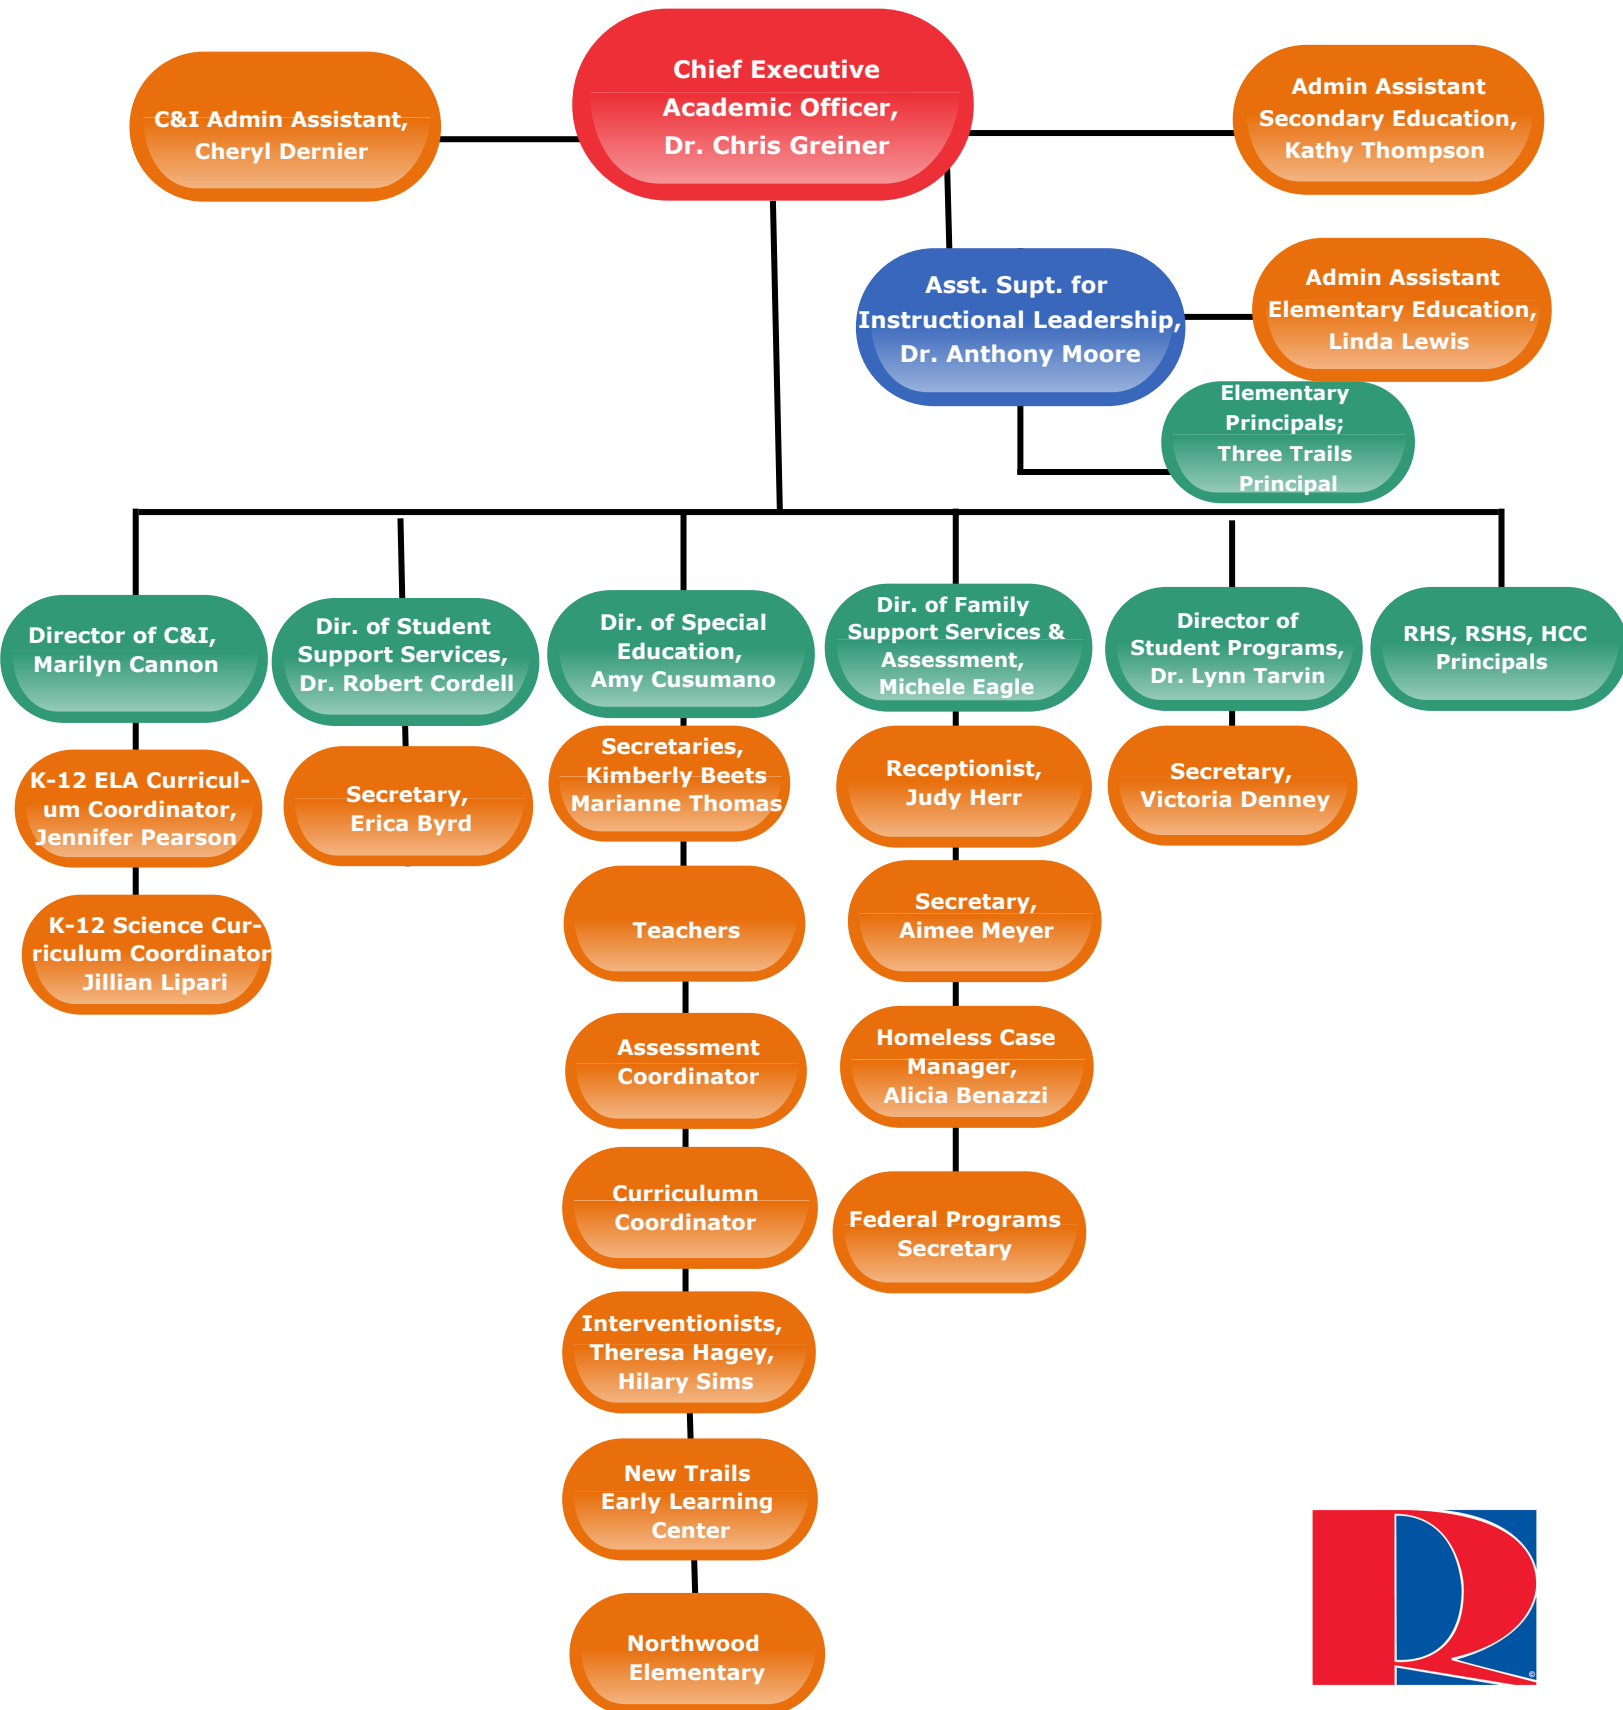 Chief Executive
Academic Officer,
Dr. Chris Greiner
C&I Admin Assistant,
Cheryl Dernier
Admin Assistant
Secondary Education,
Kathy Thompson
Asst. Supt. for
Instructional Leadership,
Dr. Anthony Moore
Admin Assistant
Elementary Education,
Linda Lewis
Elementary
Principals;
Three Trails
Principal
Director of C&I,
Marilyn Cannon
K-12 ELA Curricul-
um Coordinator,
Jennifer Pearson
K-12 Science Cur-
riculum Coordinator
Jillian Lipari
Dir. of Student
Support Services,
Dr. Robert Cordell
Secretary,
Erica Byrd
Dir. of Special
Education,
Amy Cusumano
Secretaries,
Kimberly Beets
Marianne Thomas
Teachers
Assessment
Coordinator
Curriculumn
Coordinator
Interventionists,
Theresa Hagey,
Hilary Sims
New Trails
Early Learning
Center
Northwood
Elementary
Dir. of Family
Support Services &
Assessment,
Michele Eagle
Receptionist,
Judy Herr
Secretary,
Aimee Meyer
Homeless Case
Manager,
Alicia Benazzi
Federal Programs
Secretary
Director of
Student Programs,
Dr. Lynn Tarvin
Secretary,
Victoria Denney
RHS, RSHS, HCC
Principals
R
®